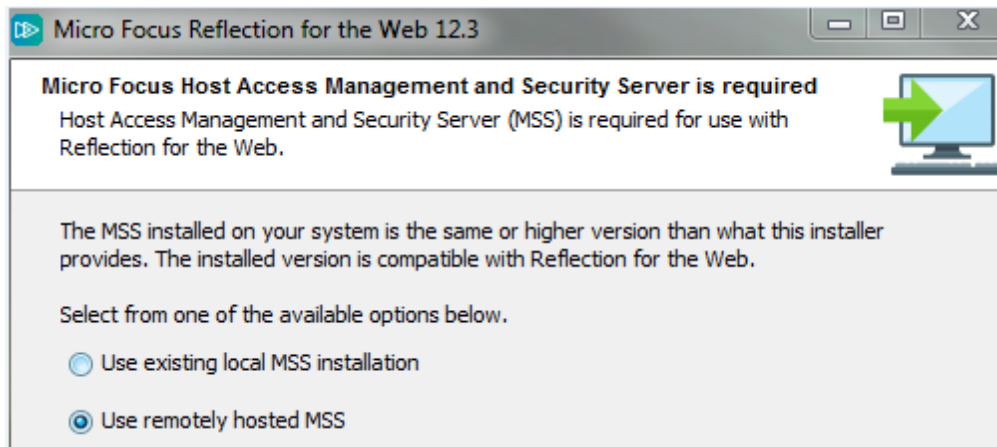 Micro Focus Reflection for the Web 12.3
Micro Focus Host Access Management and Security Server is required
Host Access Management and Security Server (MSS) is required for use with
Reflection for the Web.
The MSS installed on your system is the same or higher version than what this installer
provides. The installed version is compatible with Reflection for the Web.
Select from one of the available options below.
Use existing local MSS installation
Use remotely hosted MSS